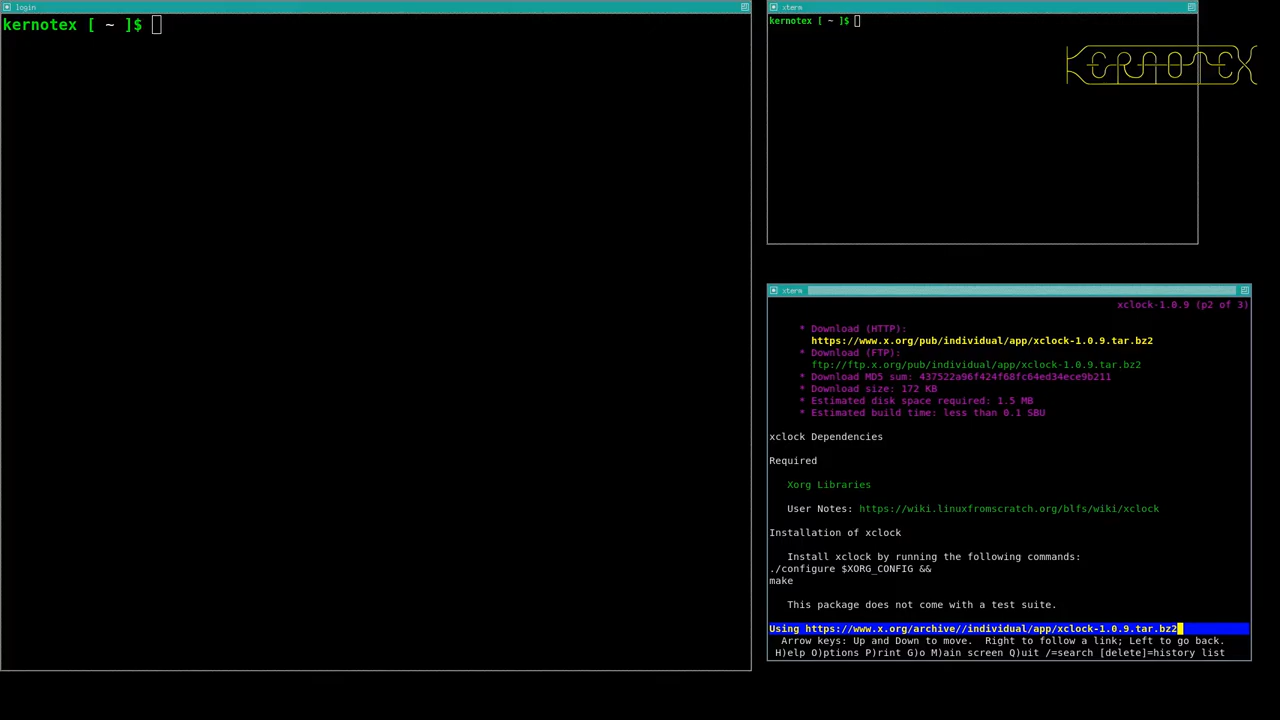 login
kernotex [ ~ ]$
xterm
kernotex [ ~ ]$
KERNOTEX
xterm
xclock-1.0.9 (p2 of 3)
* Download (HTTP):
https://www.x.org/pub/individual/app/xclock-1.0.9.tar.bz2
* Download (FTP):
ftp://ftp.x.org/pub/individual/app/xclock-1.0.9.tar.bz2
* Download MD5 sum: 437522a96f424f68fc64ed34ece9b211
* Download size: 172 KB
* Estimated disk space required: 1.5 MB
* Estimated build time: less than 0.1 SBU
xclock Dependencies
Required
Xorg Libraries
User Notes: https://wiki.linuxfromscratch.org/blfs/wiki/xclock
Installation of xclock
Install xclock by running the following commands:
./configure $XORG_CONFIG &&
make
This package does not come with a test suite.
Using https://www.x.org/archive//individual/app/xclock-1.0.9.tar.bz2
Arrow keys: Up and Down to move.  Right to follow a link; Left to go back.
H)elp O)ptions P)rint G)o M)ain screen Q)uit /=search [delete]=history list